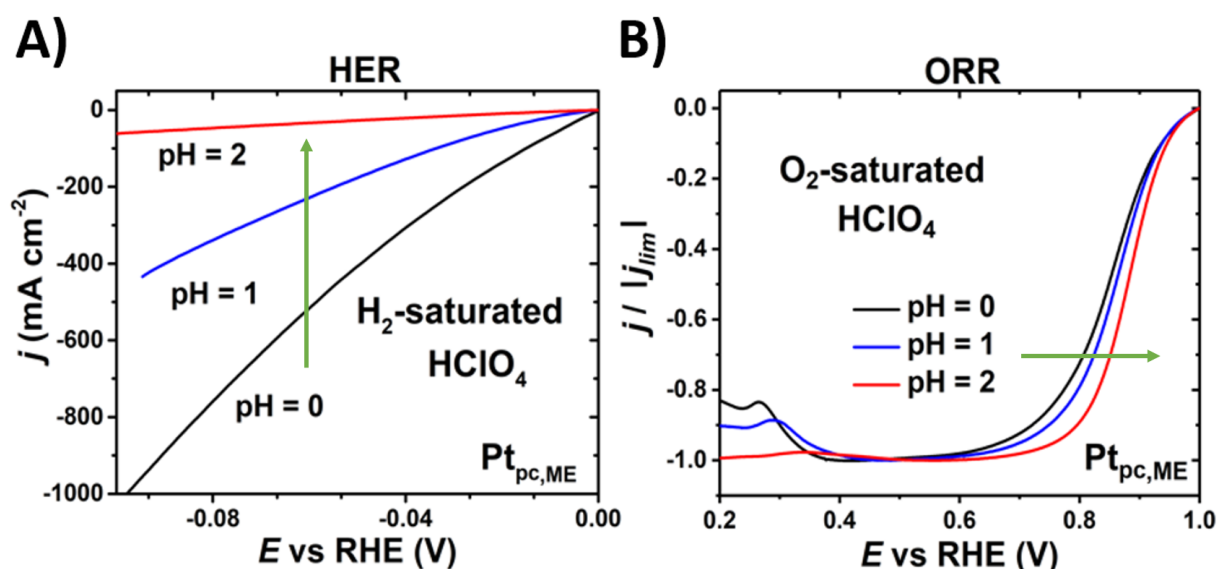 A)
HER
0
-200
-400
-600
-800
-1000
j (mA cm-2)
pH = 2
pH = 1
pH = 0
H2-saturated
HClO4
Ptpc,ME
-0.08
-0.04
0.00
E vs RHE (V)
B)
ORR
0.0
-0.2
-0.4
-0.6
-0.8
-1.0
j / |jlim|
O2-saturated
HClO4
pH = 0
pH = 1
pH = 2
Ptpc,ME
0.2
0.4
0.6
0.8
1.0
E vs RHE (V)